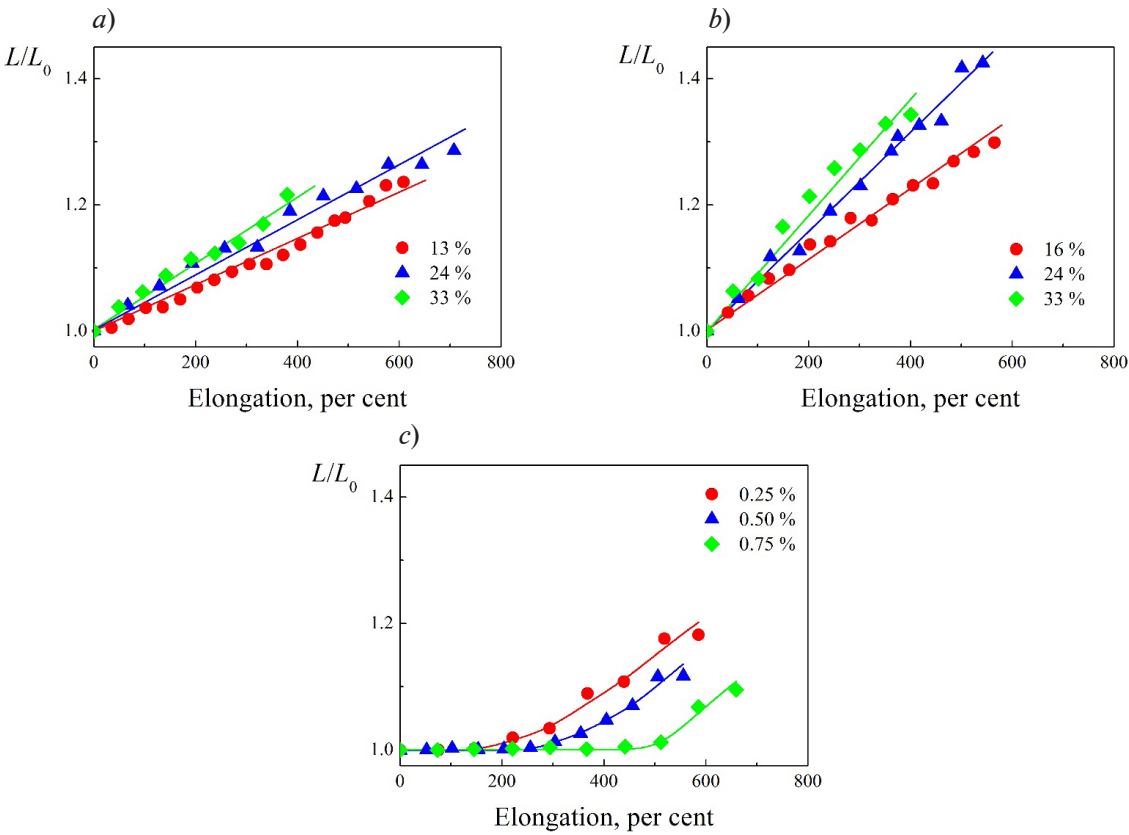 a)
L/L0
1.4
1.2
1.0
13 %
24 %
33 %
0 200 400 600 800
Elongation, per cent
b)
L/L0
1.4
1.2
1.0
16 %
24 %
33 %
0 200 400 600 800
Elongation, per cent
c)
L/L0
1.4
1.2
1.0
0.25 %
0.50 %
0.75 %
0 200 400 600 800
Elongation, per cent